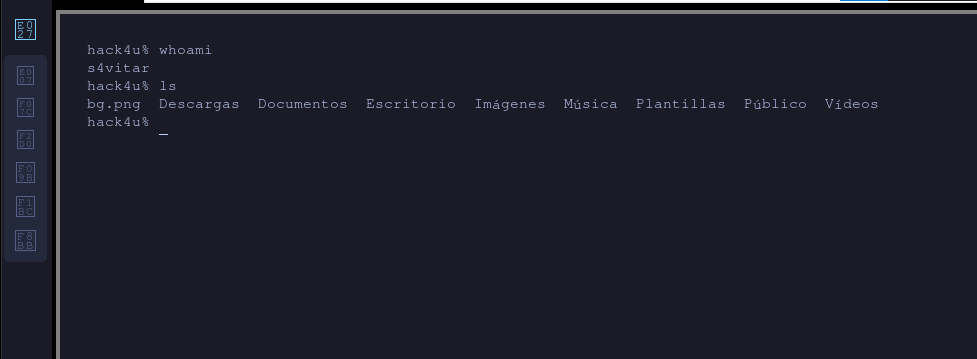 E0
27
E0
07
F0
7C
F2
D0
F0
9B
F1
BC
F8
BB
hack4u% whoami
s4vitar
hack4u% ls
bg.png  Descargas  Documentos  Escritorio  Imágenes  Música  Plantillas  Público  Vídeos
hack4u%